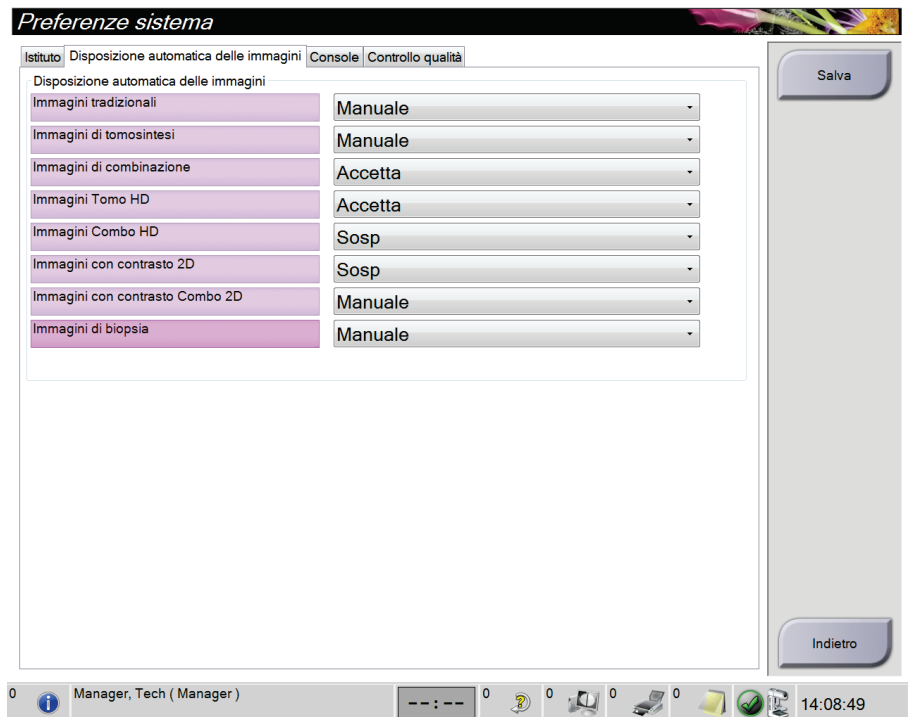 Preferenze sistema
Istituto Disposizione automatica delle immagini Console Controllo qualità
Disposizione automatica delle immagini
Immagini tradizionali Manuale
Immagini di tomosintesi Manuale
Immagini di combinazione Accetta
Immagini Tomo HD Accetta
Immagini Combo HD Sosp
Immagini con contrasto 2D Sosp
Immagini con contrasto Combo 2D Manuale
Immagini di biopsia Manuale
Salva
Indietro
0 Manager, Tech ( Manager ) --:-- 0 0 0 0 14:08:49